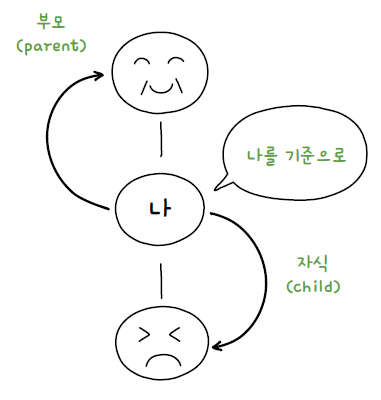 부모
(parent)
나를 기준으로
나
자식
(child)